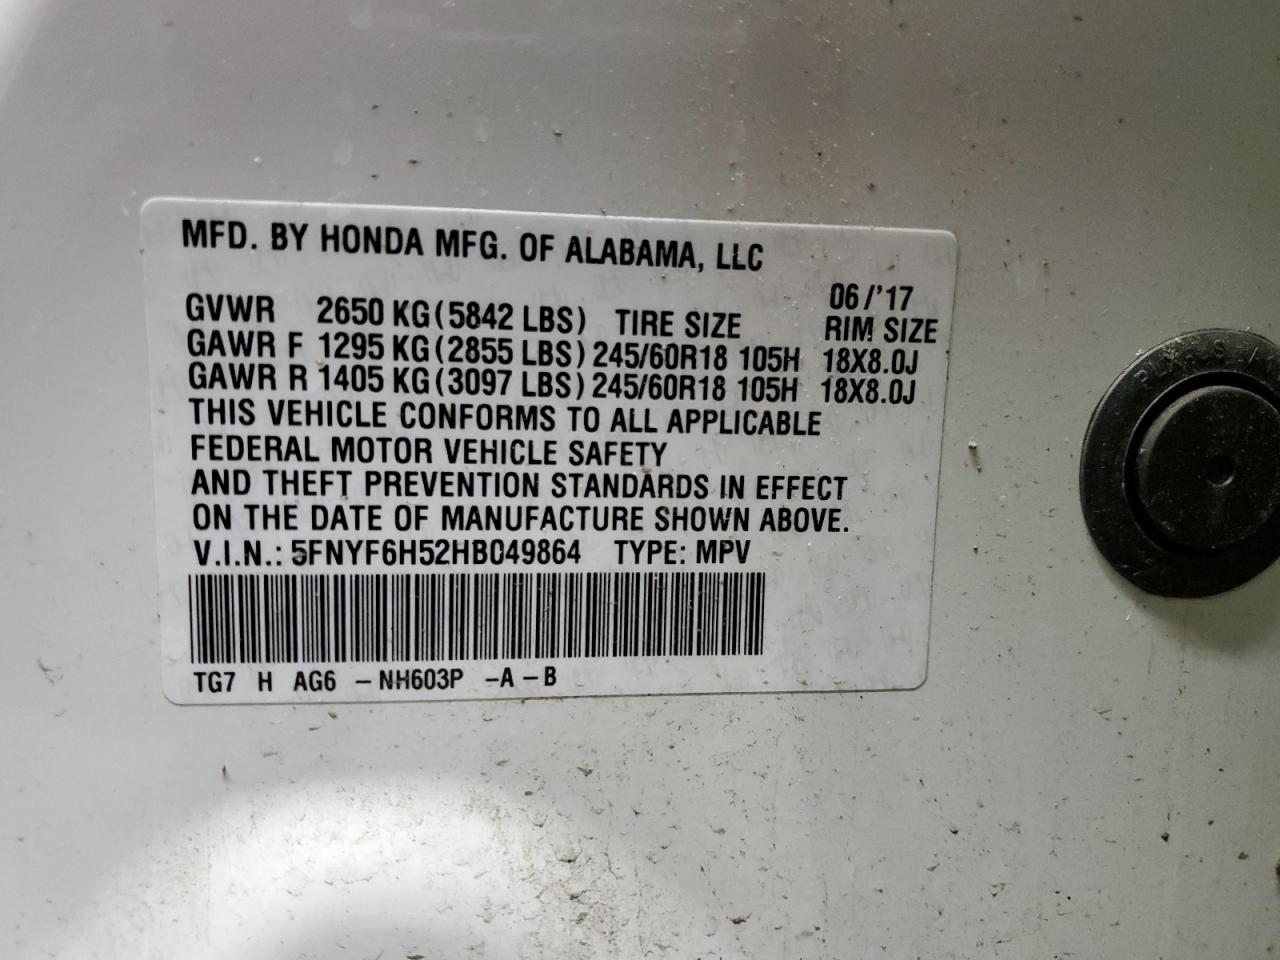 MFD. BY HONDA MFG. OF ALABAMA, LLC
06/'17
GVWR 2650 KG(5842 LBS) TIRE SIZE RIM SIZE
GAWR F 1295 KG(2855 LBS) 245/60R18 105H 18X8.0J
GAWR R 1405 KG(3097 LBS) 245/60R18 105H 18X8.0J
THIS VEHICLE CONFORMS TO ALL APPLICABLE
FEDERAL MOTOR VEHICLE SAFETY
AND THEFT PREVENTION STANDARDS IN EFFECT
ON THE DATE OF MANUFACTURE SHOWN ABOVE.
V.I.N.: 5FNYF6H52HB049864 TYPE: MPV
TG7 H AG6 -NH603P -A-B